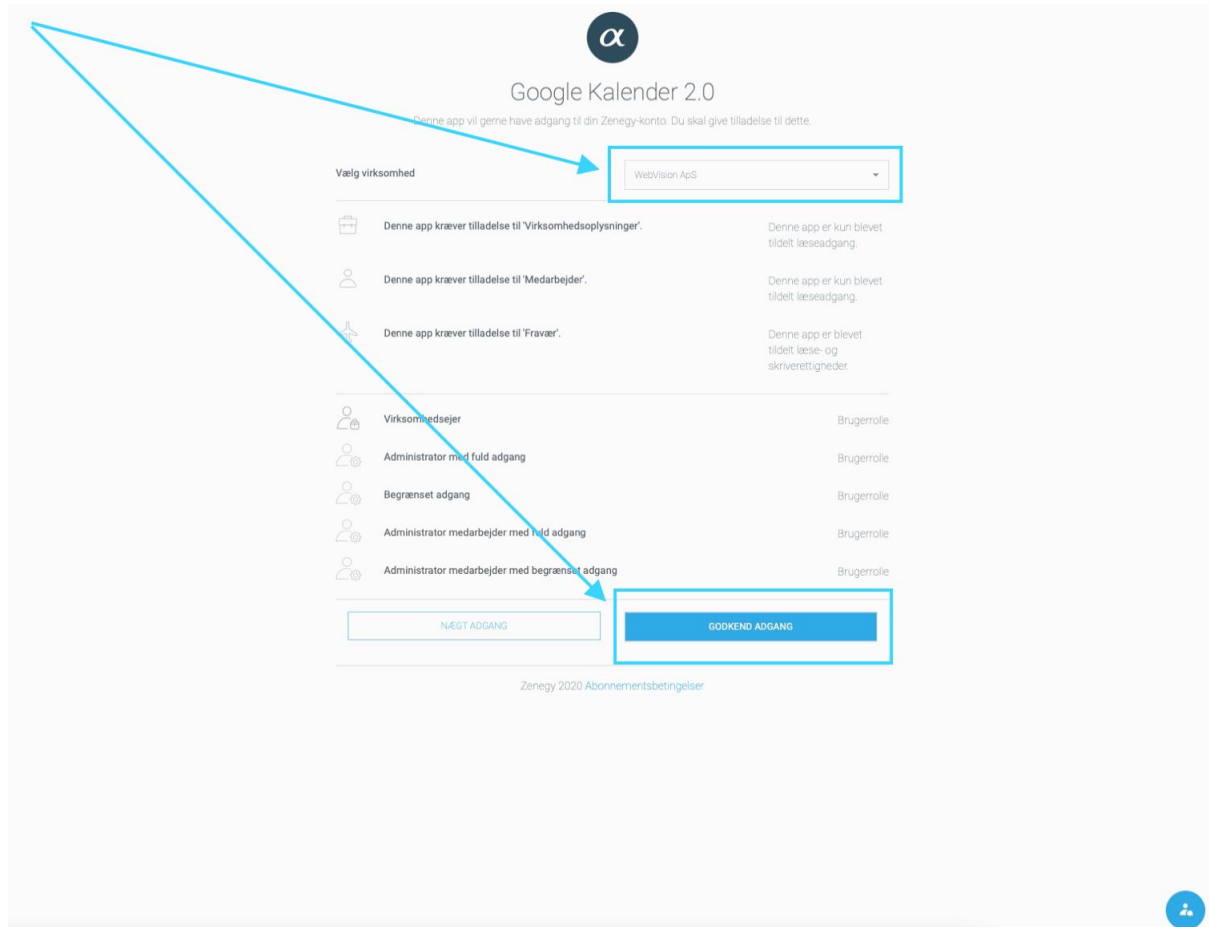 α
Google Kalender 2.0
Denne app vil gerne have adgang til din Zenegy-konto. Du skal give tilladelse til dette.
Vælg virksomhed
WebVision ApS
Denne app kræver tilladelse til 'Virksomhedsoplysninger'.
Denne app er kun blevet
tildelt læseadgang.
Denne app kræver tilladelse til 'Medarbejder'.
Denne app er kun blevet
tildelt læseadgang.
Denne app kræver tilladelse til 'Fravær'.
Denne app er blevet
tildelt læse- og
skriverettigheder.
Virksomhedsejer
Brugerrolle
Administrator med fuld adgang
Brugerrolle
Begrænset adgang
Brugerrolle
Administrator medarbejder med fuld adgang
Brugerrolle
Administrator medarbejder med begrænset adgang
Brugerrolle
NÆGT ADGANG
GODKEND ADGANG
Zenegy 2020 Abonnementsbetingelser